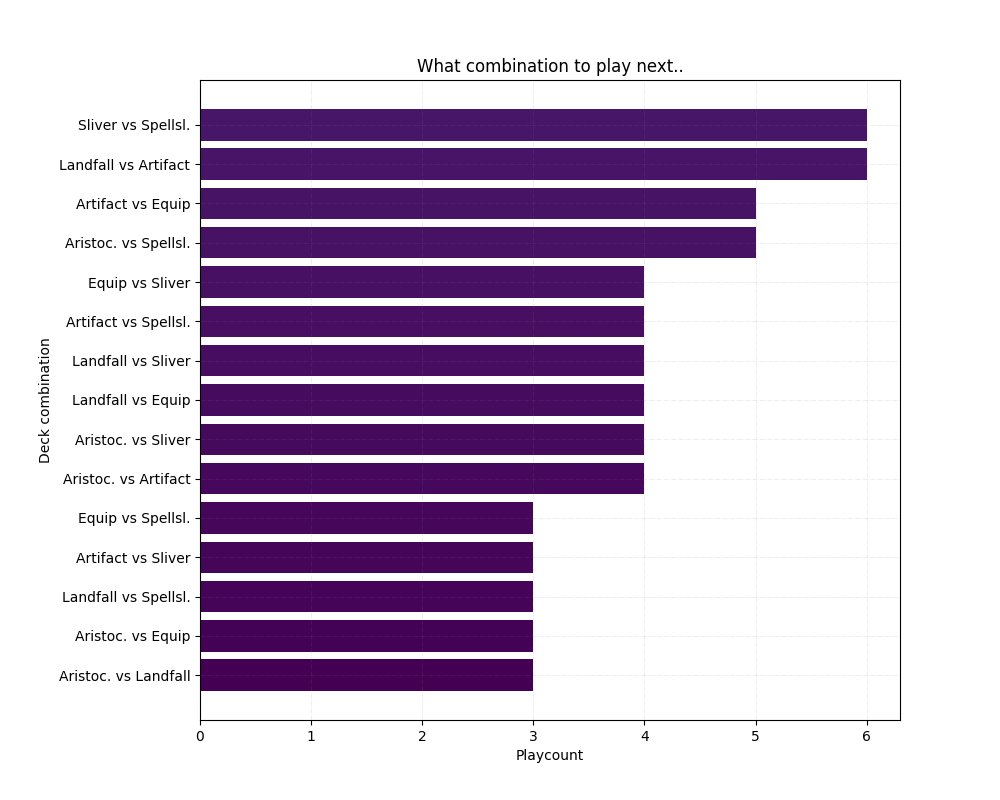 What combination to play next..
Sliver vs Spellsl.
Landfall vs Artifact
Artifact vs Equip
Aristoc. vs Spellsl.
Equip vs Sliver
Artifact vs Spellsl.
Landfall vs Sliver
Landfall vs Equip
Aristoc. vs Sliver
Aristoc. vs Artifact
Equip vs Spellsl.
Artifact vs Sliver
Landfall vs Spellsl.
Aristoc. vs Equip
Aristoc. vs Landfall
Deck combination
0 1 2 3 4 5 6
Playcount